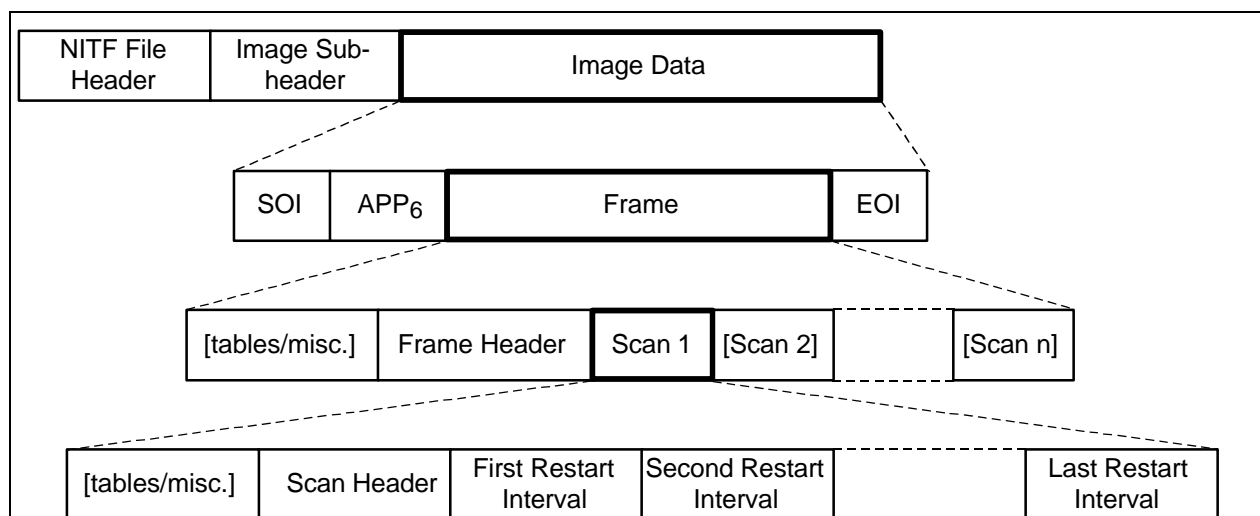 NITF File Header
Image Sub-header
Image Data
SOI
APP6
Frame
EOI
[tables/misc.]
Frame Header
Scan 1
[Scan 2]
[Scan n]
[tables/misc.]
Scan Header
First Restart Interval
Second Restart Interval
Last Restart Interval